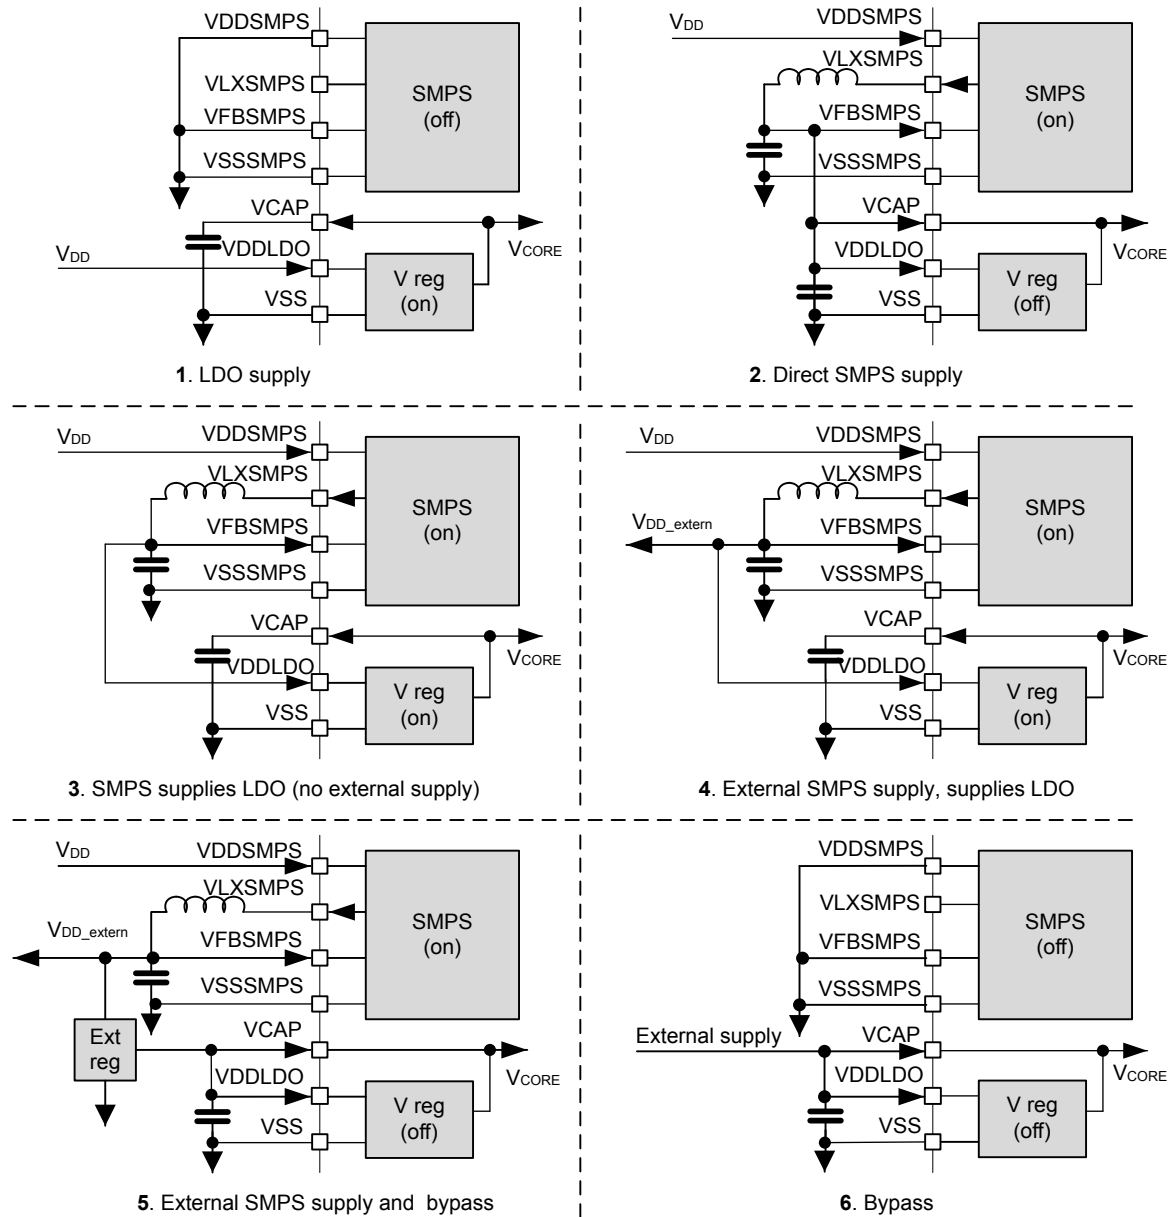 VDDSMPS
VLXSMPS
VFBSMPS
VSSSMPS
SMPS
(off)
VCAP
VDD
VDDLDO
VCORE
V reg
(on)
VSS
1. LDO supply
VDD
VDDSMPS
VLXSMPS
VFBSMPS
VSSSMPS
SMPS
(on)
VCAP
VDDLDO
VCORE
V reg
(off)
VSS
2. Direct SMPS supply
VDD
VDDSMPS
VLXSMPS
VFBSMPS
VSSSMPS
SMPS
(on)
VCAP
VCORE
VDDLDO
V reg
(on)
VSS
3. SMPS supplies LDO (no external supply)
VDD
VDDSMPS
VLXSMPS
VDD_extern
VFBSMPS
VSSSMPS
SMPS
(on)
VCAP
VCORE
VDDLDO
V reg
(on)
VSS
4. External SMPS supply, supplies LDO
VDD
VDDSMPS
VLXSMPS
VDD_extern
VFBSMPS
VSSSMPS
SMPS
(on)
Ext
reg
VCAP
VCORE
VDDLDO
V reg
(off)
VSS
5. External SMPS supply and bypass
VDDSMPS
VLXSMPS
VFBSMPS
VSSSMPS
SMPS
(off)
External supply
VCAP
VCORE
VDDLDO
V reg
(off)
VSS
6. Bypass